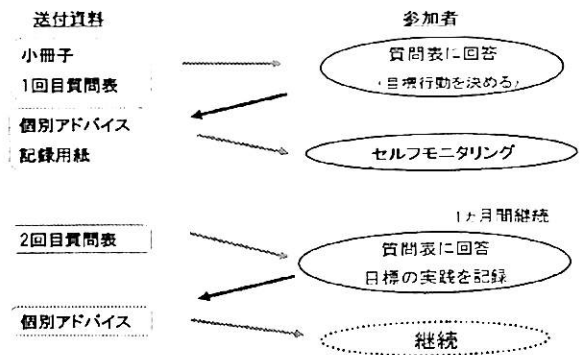 送付資料
参加者
小冊子
1回目質問表
質問表に回答
(目標行動を決める)
個別アドバイス
記録用紙
セルフモニタリング
1ヵ月間継続
2回目質問表
質問表に回答
目標の実践を記録
個別アドバイス
継続